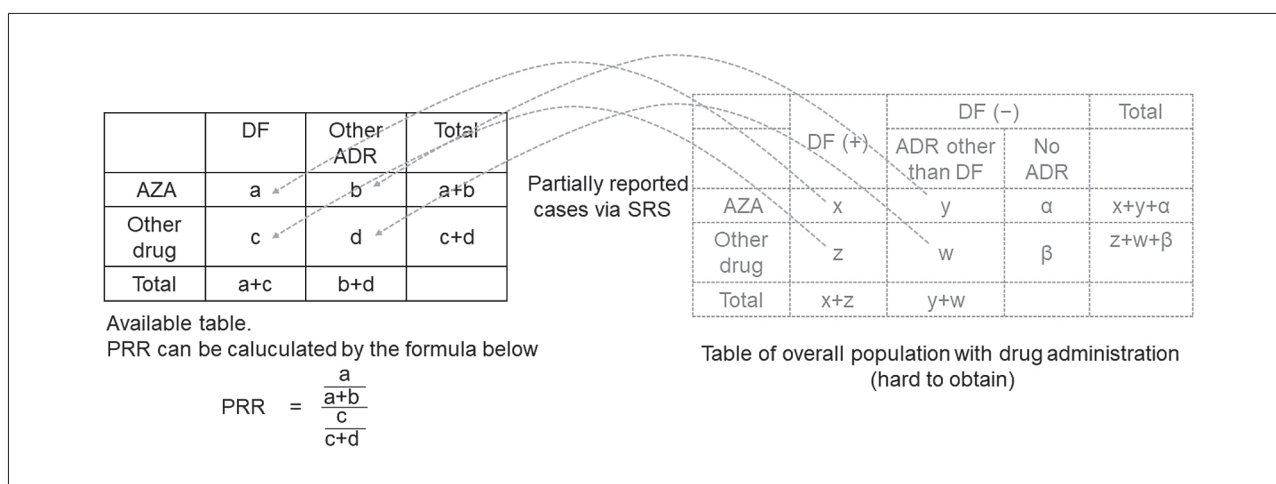 DF Other ADR Total
AZA a b a+b
Other drug c d c+d
Total a+c b+d
Available table.
PRR can be caluculated by the formula below
PRR = a
a+b
c
c+d
Partially reported
cases via SRS
DF (−) Total
DF (+) ADR other than DF No ADR
AZA x y α x+y+α
Other drug z w β z+w+β
Total x+z y+w
Table of overall population with drug administration
(hard to obtain)